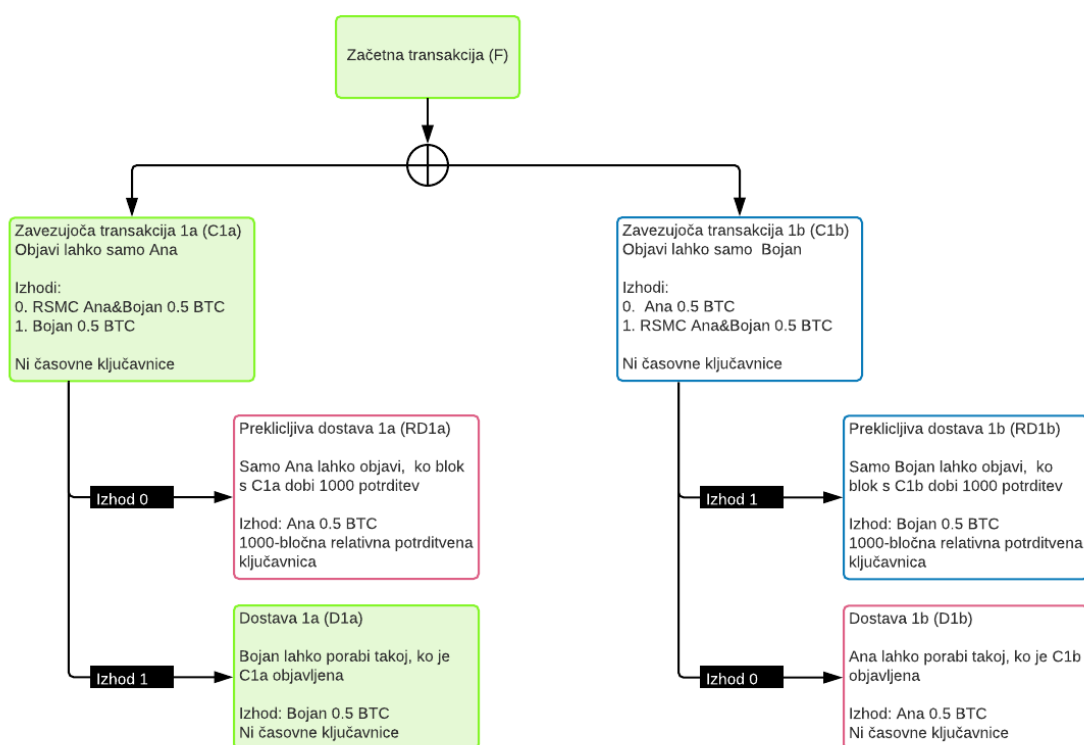 Začetna transakcija (F)
Zavezujoča transakcija 1a (C1a)
Objavi lahko samo Ana
Izhodi:
0. RSMC Ana&Bojan 0.5 BTC
1. Bojan 0.5 BTC
Ni časovne ključavnice
Zavezujoča transakcija 1b (C1b)
Objavi lahko samo Bojan
Izhodi:
0. Ana 0.5 BTC
1. RSMC Ana&Bojan 0.5 BTC
Ni časovne ključavnice
Izhod 0
Preklicljiva dostava 1a (RD1a)
Samo Ana lahko objavi, ko blok
s C1a dobi 1000 potrditev
Izhod: Ana 0.5 BTC
1000-bločna relativna potrditvena
ključavnica
Izhod 1
Preklicljiva dostava 1b (RD1b)
Samo Bojan lahko objavi, ko
blok s C1b dobi 1000 potrditev
Izhod: Bojan 0.5 BTC
1000-bločna relativna potrditvena
ključavnica
Izhod 1
Dostava 1a (D1a)
Bojan lahko porabi takoj, ko je
C1a objavljena
Izhod: Bojan 0.5 BTC
Ni časovne ključavnice
Izhod 0
Dostava 1b (D1b)
Ana lahko porabi takoj, ko je C1b
objavljena
Izhod: Ana 0.5 BTC
Ni časovne ključavnice